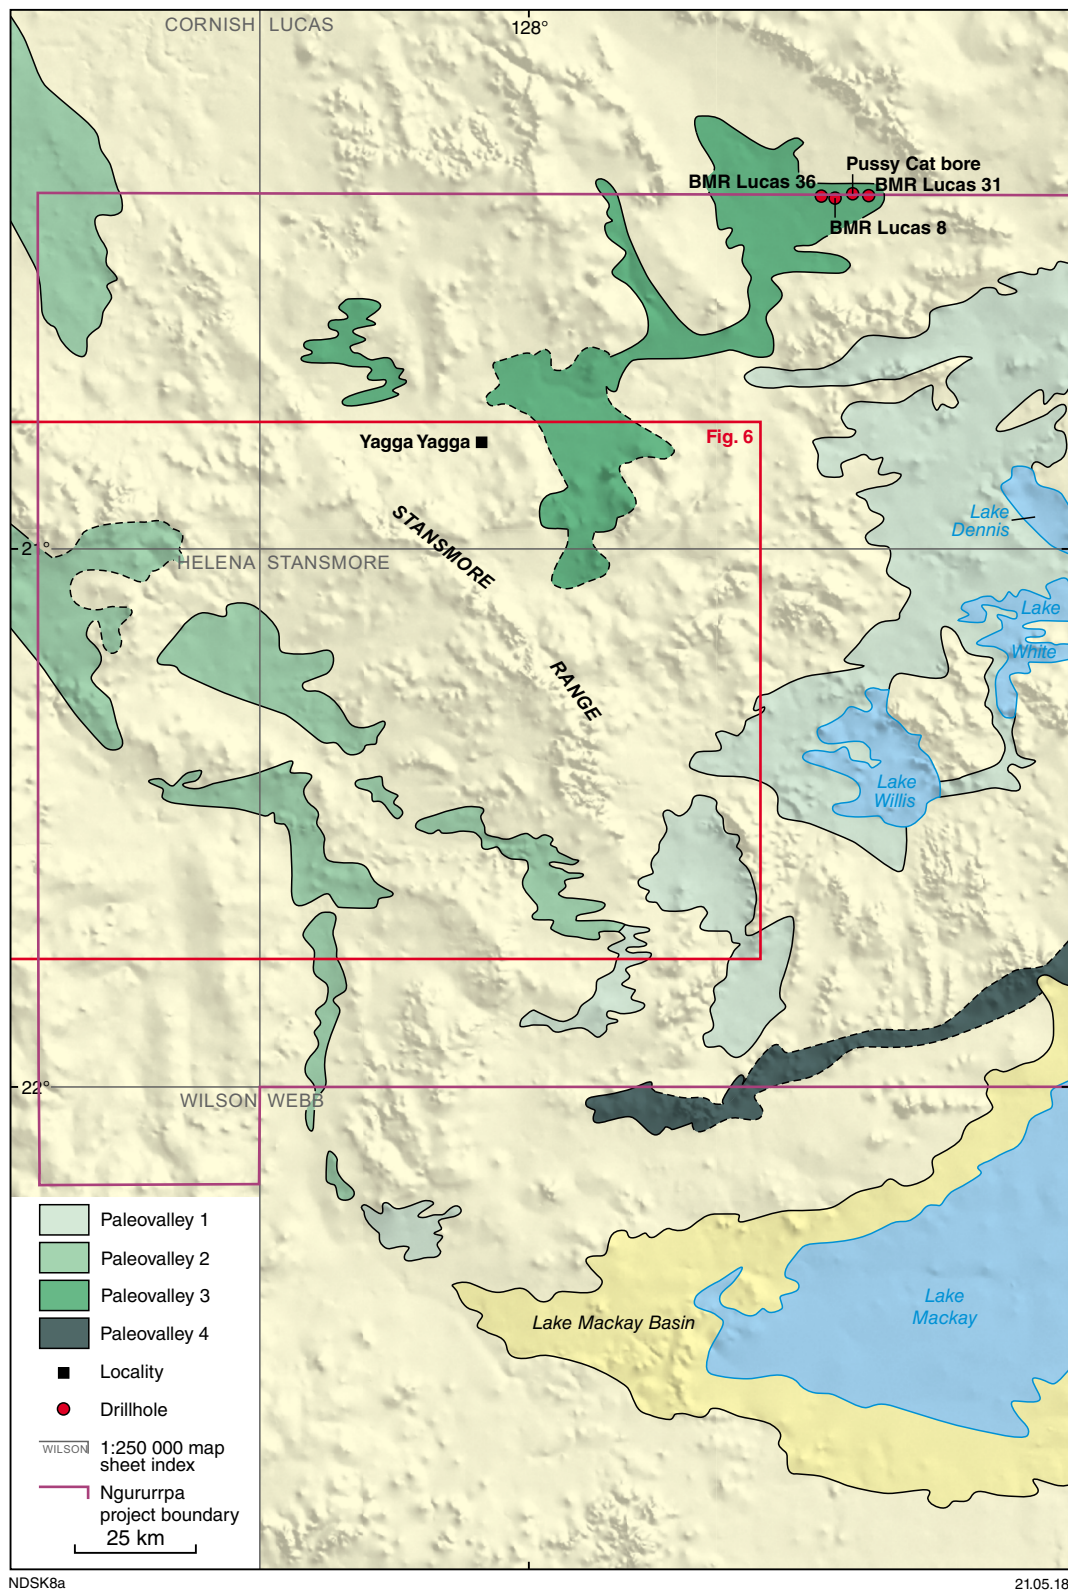 CORNISH LUCAS
128°
Pussy Cat bore
BMR Lucas 36
BMR Lucas 31
BMR Lucas 8
Yagga Yagga
Fig. 6
STANSMORE
RANGE
Lake
Dennis
21°
HELENA STANSMORE
Lake
White
Lake
Willis
22°
WILSON WEBB
Lake Mackay Basin
Lake
Mackay
Paleovalley 1
Paleovalley 2
Paleovalley 3
Paleovalley 4
Locality
Drillhole
WILSON
1:250 000 map
sheet index
Ngururrpa
project boundary
25 km
NDSK8a
21.05.18